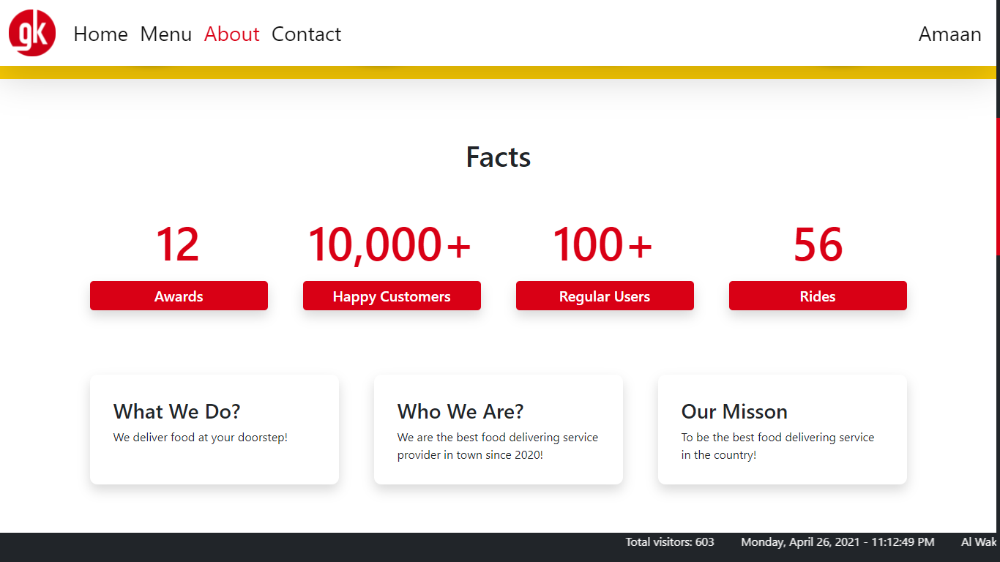 gk
Home Menu About Contact Amaan
Facts
12 10,000+ 100+ 56
Awards Happy Customers Regular Users Rides
What We Do?
We deliver food at your doorstep!
Who We Are?
We are the best food delivering service
provider in town since 2020!
Our Misson
To be the best food delivering service
in the country!
Total visitors: 603 Monday, April 26, 2021 - 11:12:49 PM Al Wak